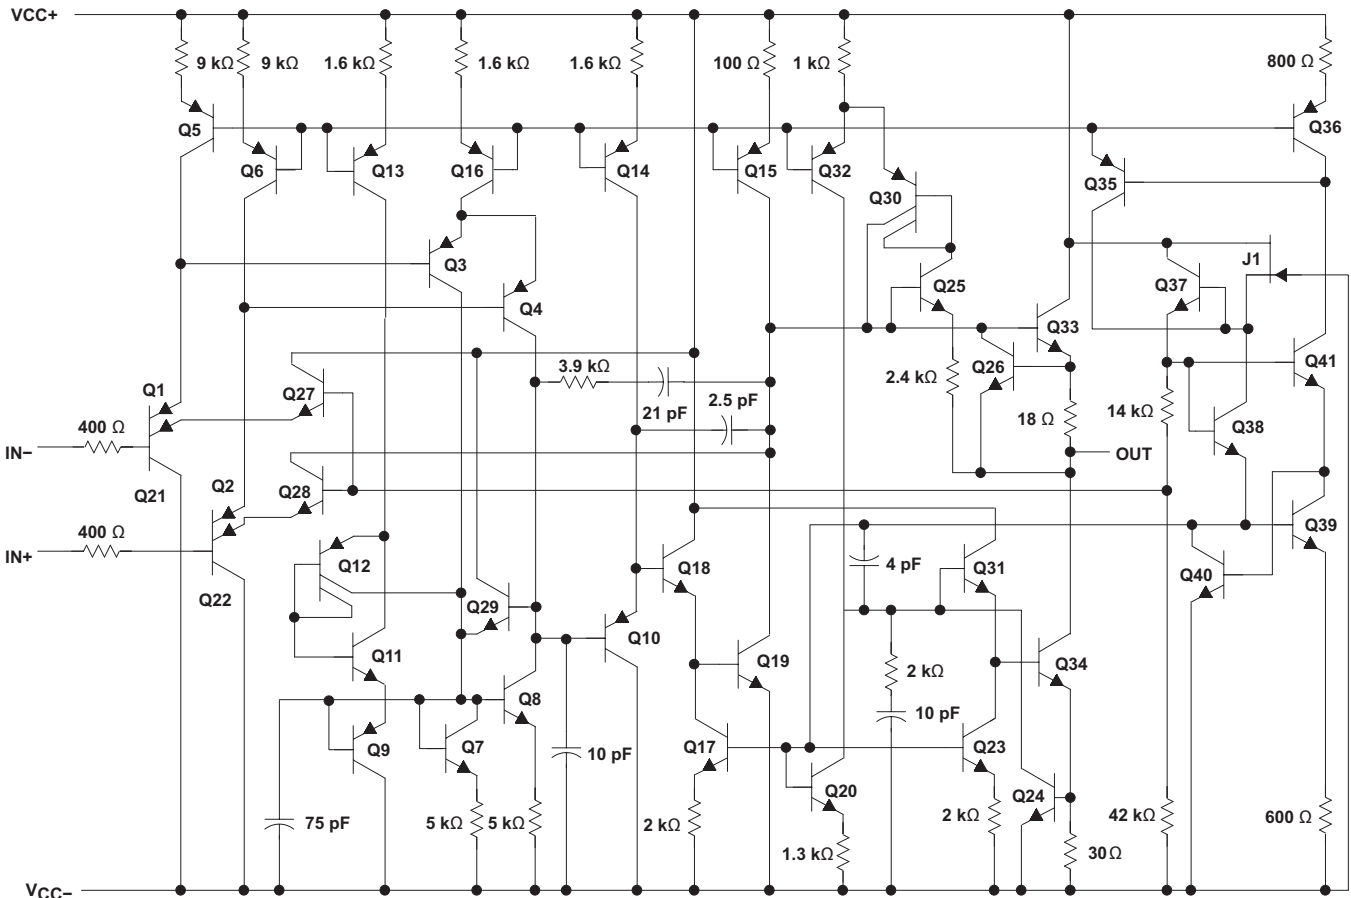 VCC+
9 kΩ
9 kΩ
1.6 kΩ
1.6 kΩ
1.6 kΩ
100 Ω
1 kΩ
800 Ω
Q5
Q6
Q13
Q16
Q14
Q15
Q32
Q30
Q35
Q36
Q3
Q4
Q25
Q33
Q37
J1
Q1
Q27
3.9 kΩ
21 pF
2.5 pF
2.4 kΩ
Q26
18 Ω
14 kΩ
Q38
Q41
400 Ω
IN−
OUT
Q21
Q2
Q28
400 Ω
IN+
Q22
Q12
Q29
Q18
4 pF
Q31
Q40
Q39
Q11
Q10
Q19
2 kΩ
Q34
Q8
10 pF
Q9
Q7
10 pF
Q17
Q23
Q20
Q24
75 pF
5 kΩ
5 kΩ
2 kΩ
1.3 kΩ
2 kΩ
30Ω
42 kΩ
600 Ω
VCC−